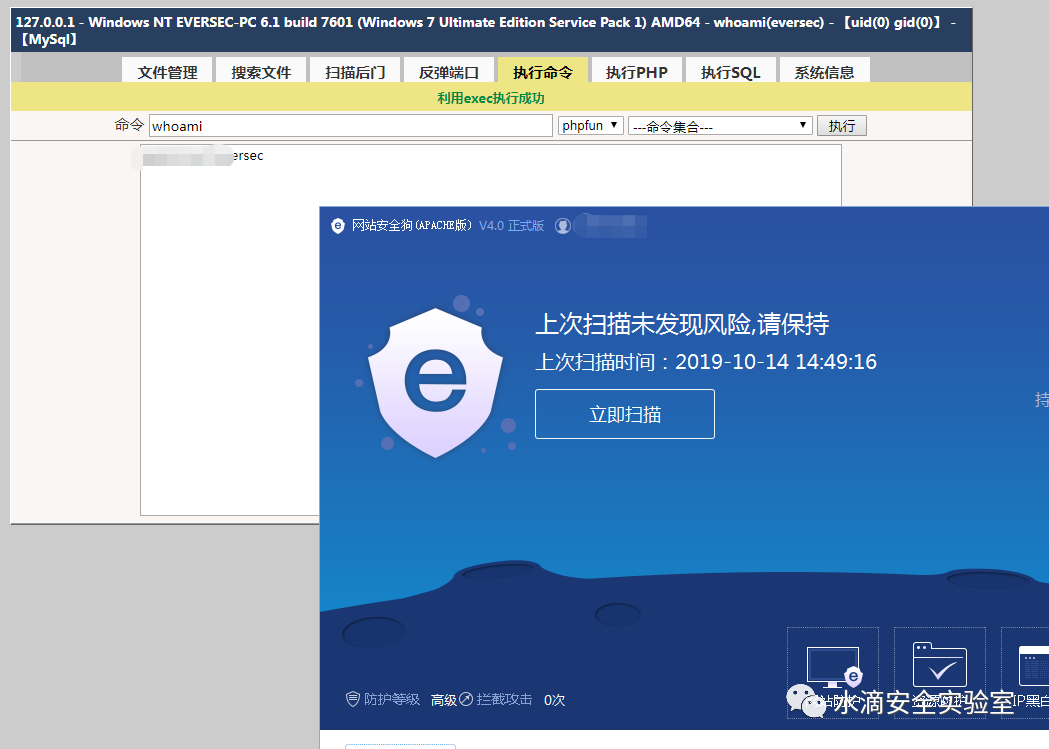 127.0.0.1 - Windows NT EVERSEC-PC 6.1 build 7601 (Windows 7 Ultimate Edition Service Pack 1) AMD64 - whoami(eversec) - 【uid(0) gid(0)】 -
【MySql】
文件管理 搜索文件 扫描后门 反弹端口 执行命令 执行PHP 执行SQL 系统信息
利用exec执行成功
命令 whoami phpfun ---命令集合--- 执行
ersec
网站安全狗(APACHE版) V4.0 正式版
上次扫描未发现风险,请保持
上次扫描时间：2019-10-14 14:49:16
持
立即扫描
防护等级 高级 拦截攻击 0次
水滴安全实验室
IP黑白